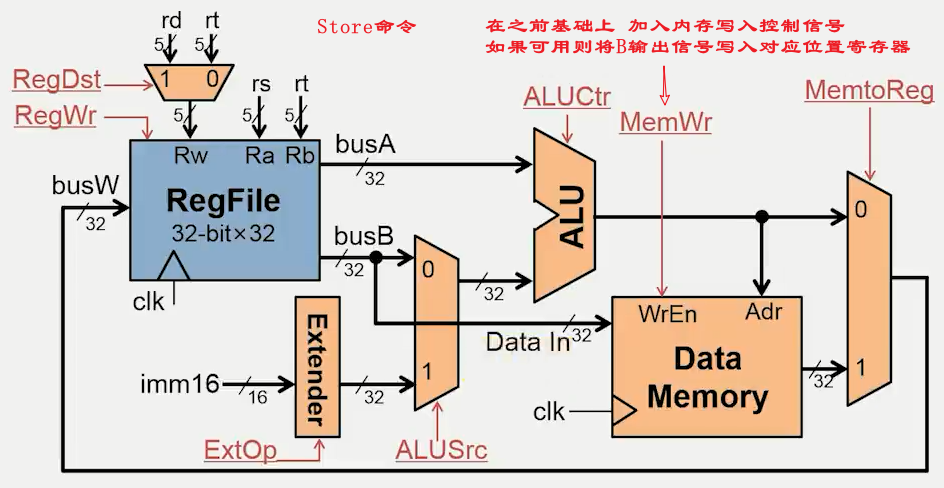 rd rt
Store命令
在之前基础上 加入内存写入控制信号
如果可用则将B输出信号写入对应位置寄存器
5 5
RegDst
1 0
rs rt
ALUCtr
MemtoReg
RegWr
5 5 5
MemWr
Rw Ra Rb
busA
32
busW
32
RegFile
32-bit×32
ALU
0
busB
32
0
clk
32
WrEn Adr
Extender
Data In
32
Data
Memory
imm16
16
32
1
32
1
clk
ExtOp
ALUSrc